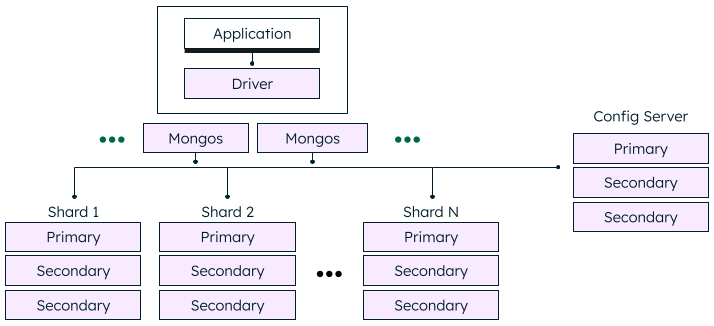 Application
Driver
Mongos
Mongos
Config Server
Primary
Secondary
Secondary
Shard 1
Primary
Secondary
Secondary
Shard 2
Primary
Secondary
Secondary
Shard N
Primary
Secondary
Secondary